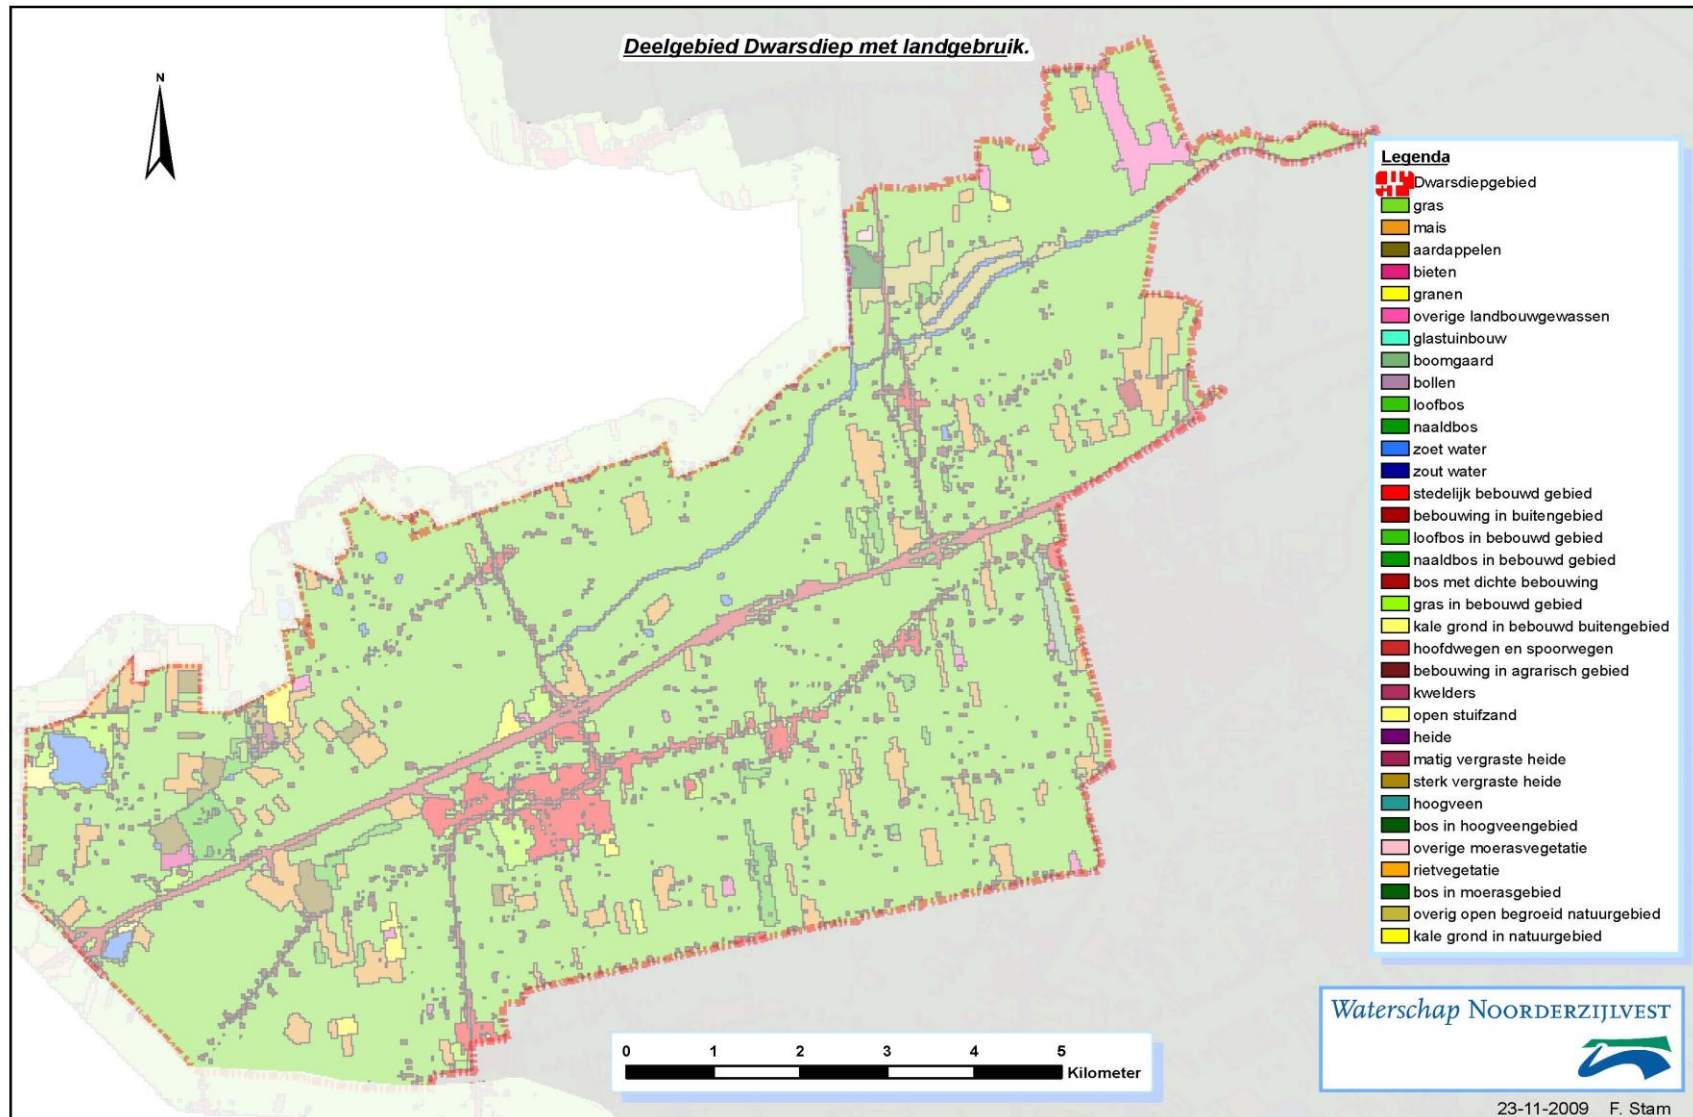 Deelgebied Dwarsdiep met landgebruik.
N
Legenda
Dwarsdiepgebied
gras
mais
aardappelen
bieten
granen
overige landbouwgewassen
glastuinbouw
boomgaard
bollen
loofbos
naaldbos
zoet water
zout water
stedelijk bebouwd gebied
bebouwing in buitengebied
loofbos in bebouwd gebied
naaldbos in bebouwd gebied
bos met dichte bebouwing
gras in bebouwd gebied
kale grond in bebouwd buitengebied
hoofdwegen en spoorwegen
bebouwing in agrarisch gebied
kwelders
open stuifzand
heide
matig vergraste heide
sterk vergraste heide
hoogveen
bos in hoogveengebied
overige moerasvegetatie
rietvegetatie
bos in moerasgebied
overig open begroeid natuurgebied
kale grond in natuurgebied
0 1 2 3 4 5
Kilometer
Waterschap NOORDERZIJLVEST
23-11-2009 F. Stam